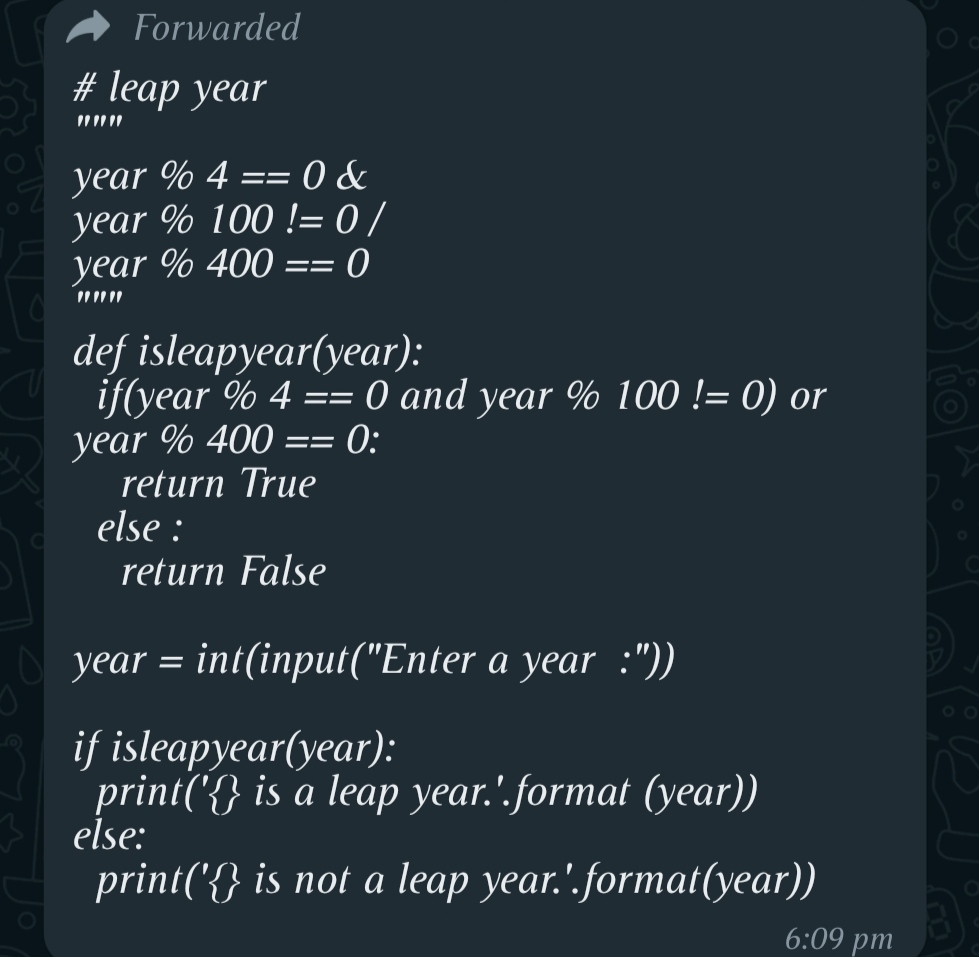 Forwarded
# leap year
"""
year % 4 == 0 &
year % 100 != 0 /
year % 400 == 0
"""
def isleapyear(year):
  if(year % 4 == 0 and year % 100 != 0) or
year % 400 == 0:
    return True
  else :
    return False

year = int(input("Enter a year  :"))

if isleapyear(year):
  print('{} is a leap year.'.format (year))
else:
  print('{} is not a leap year.'.format(year))
6:09 pm